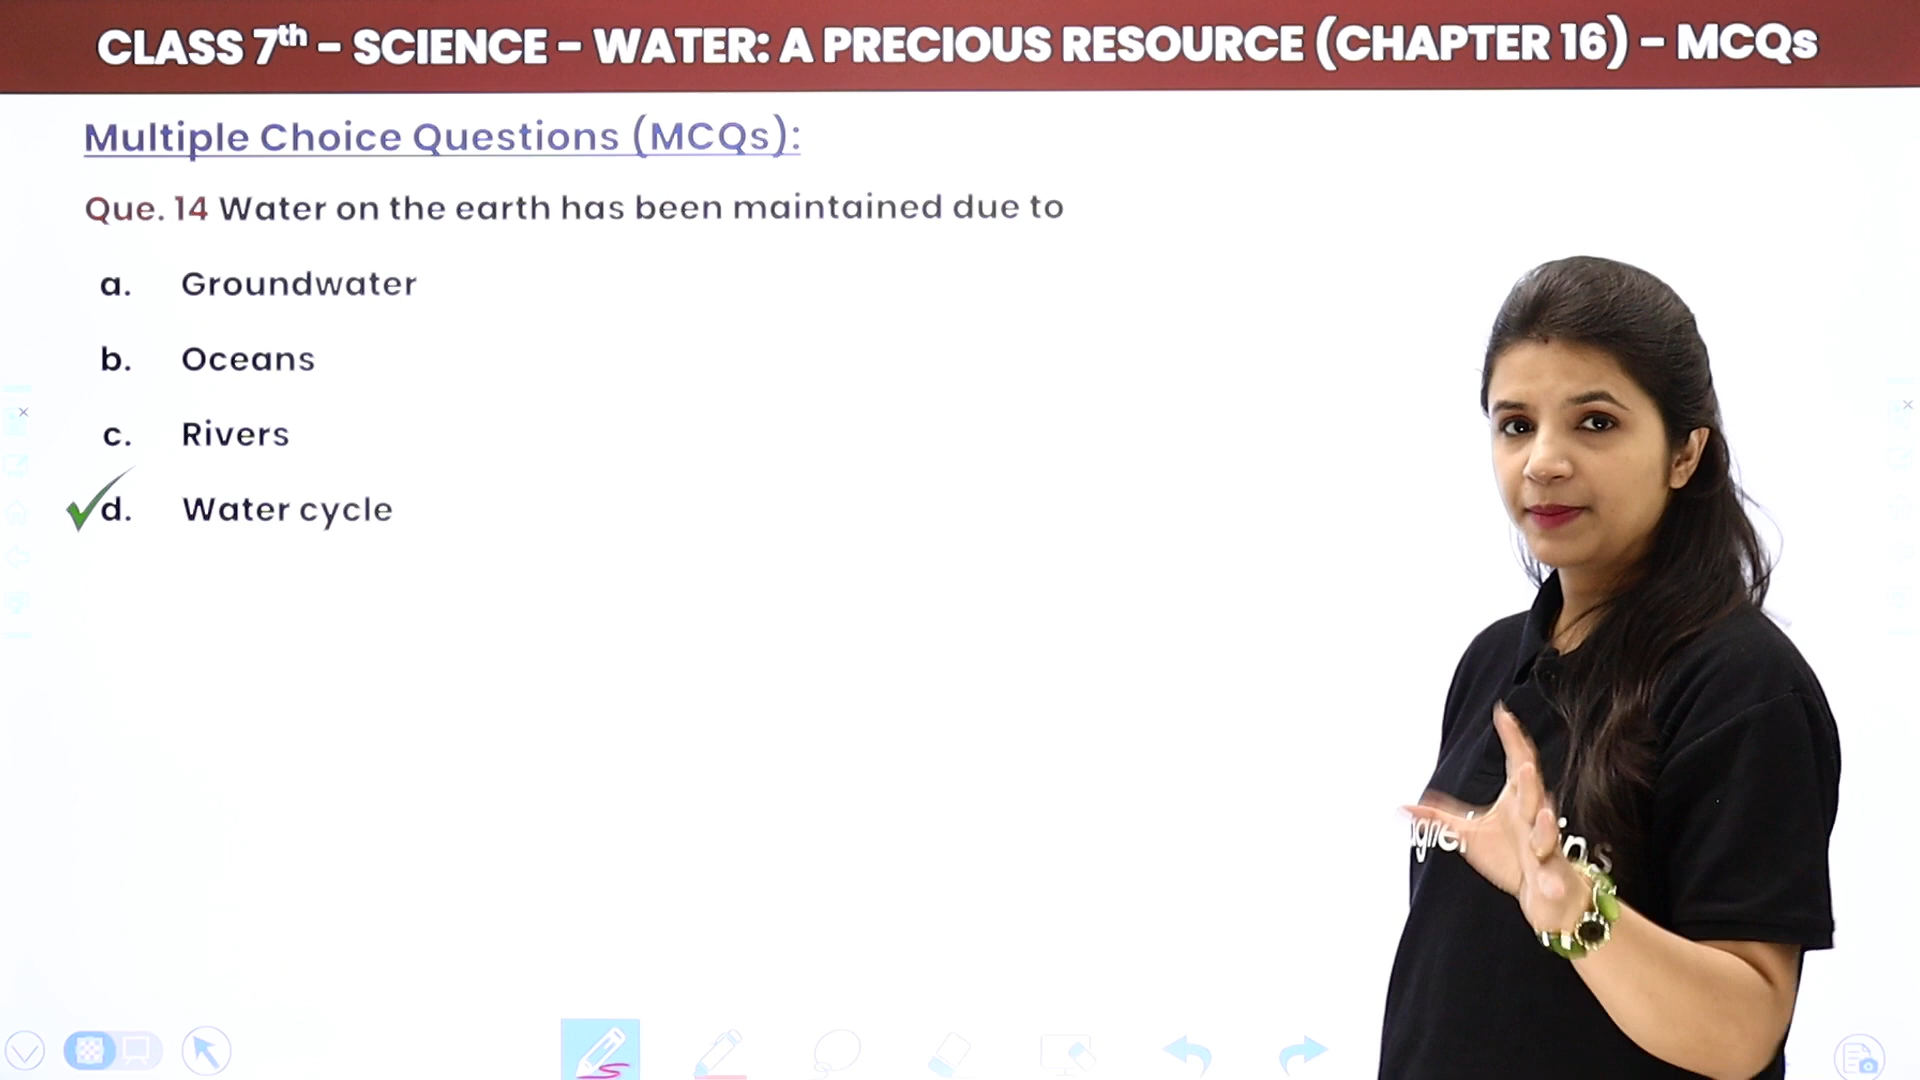 CLASS 7th – SCIENCE – WATER: A PRECIOUS RESOURCE (CHAPTER 16) – MCQs
Multiple Choice Questions (MCQs):
Que. 14 Water on the earth has been maintained due to
a. Groundwater
b. Oceans
c. Rivers
d. Water cycle